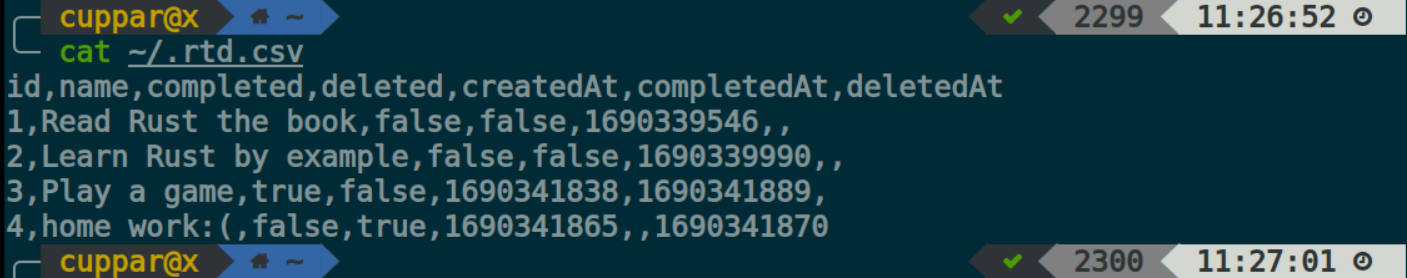 cuppar@x ~ ✔ 2299 11:26:52
cat ~/.rtd.csv
id,name,completed,deleted,createdAt,completedAt,deletedAt
1,Read Rust the book,false,false,1690339546,,
2,Learn Rust by example,false,false,1690339990,,
3,Play a game,true,false,1690341838,1690341889,
4,home work:(,false,true,1690341865,,1690341870
cuppar@x ~ ✔ 2300 11:27:01